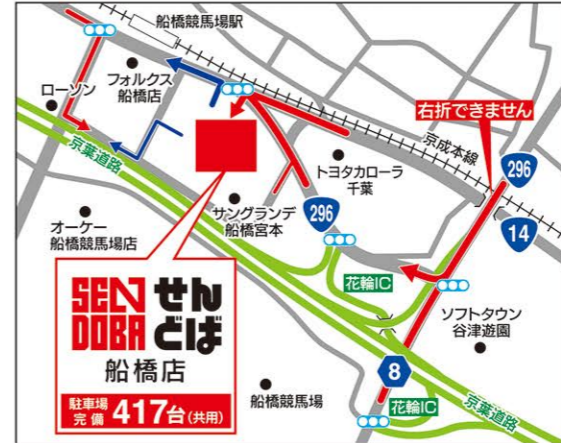 船橋競馬場駅
フォルクス
船橋店
ローソン
右折できません
京成本線
京葉道路
トヨタカローラ
千葉
296
14
サングランデ
船橋宮本
296
オーケー
船橋競馬場店
花輪IC
SEN
DOBA
せん
どば
船橋店
駐車場
完備
417台(共用)
ソフトタウン
谷津遊園
8
船橋競馬場
花輪IC
京葉道路